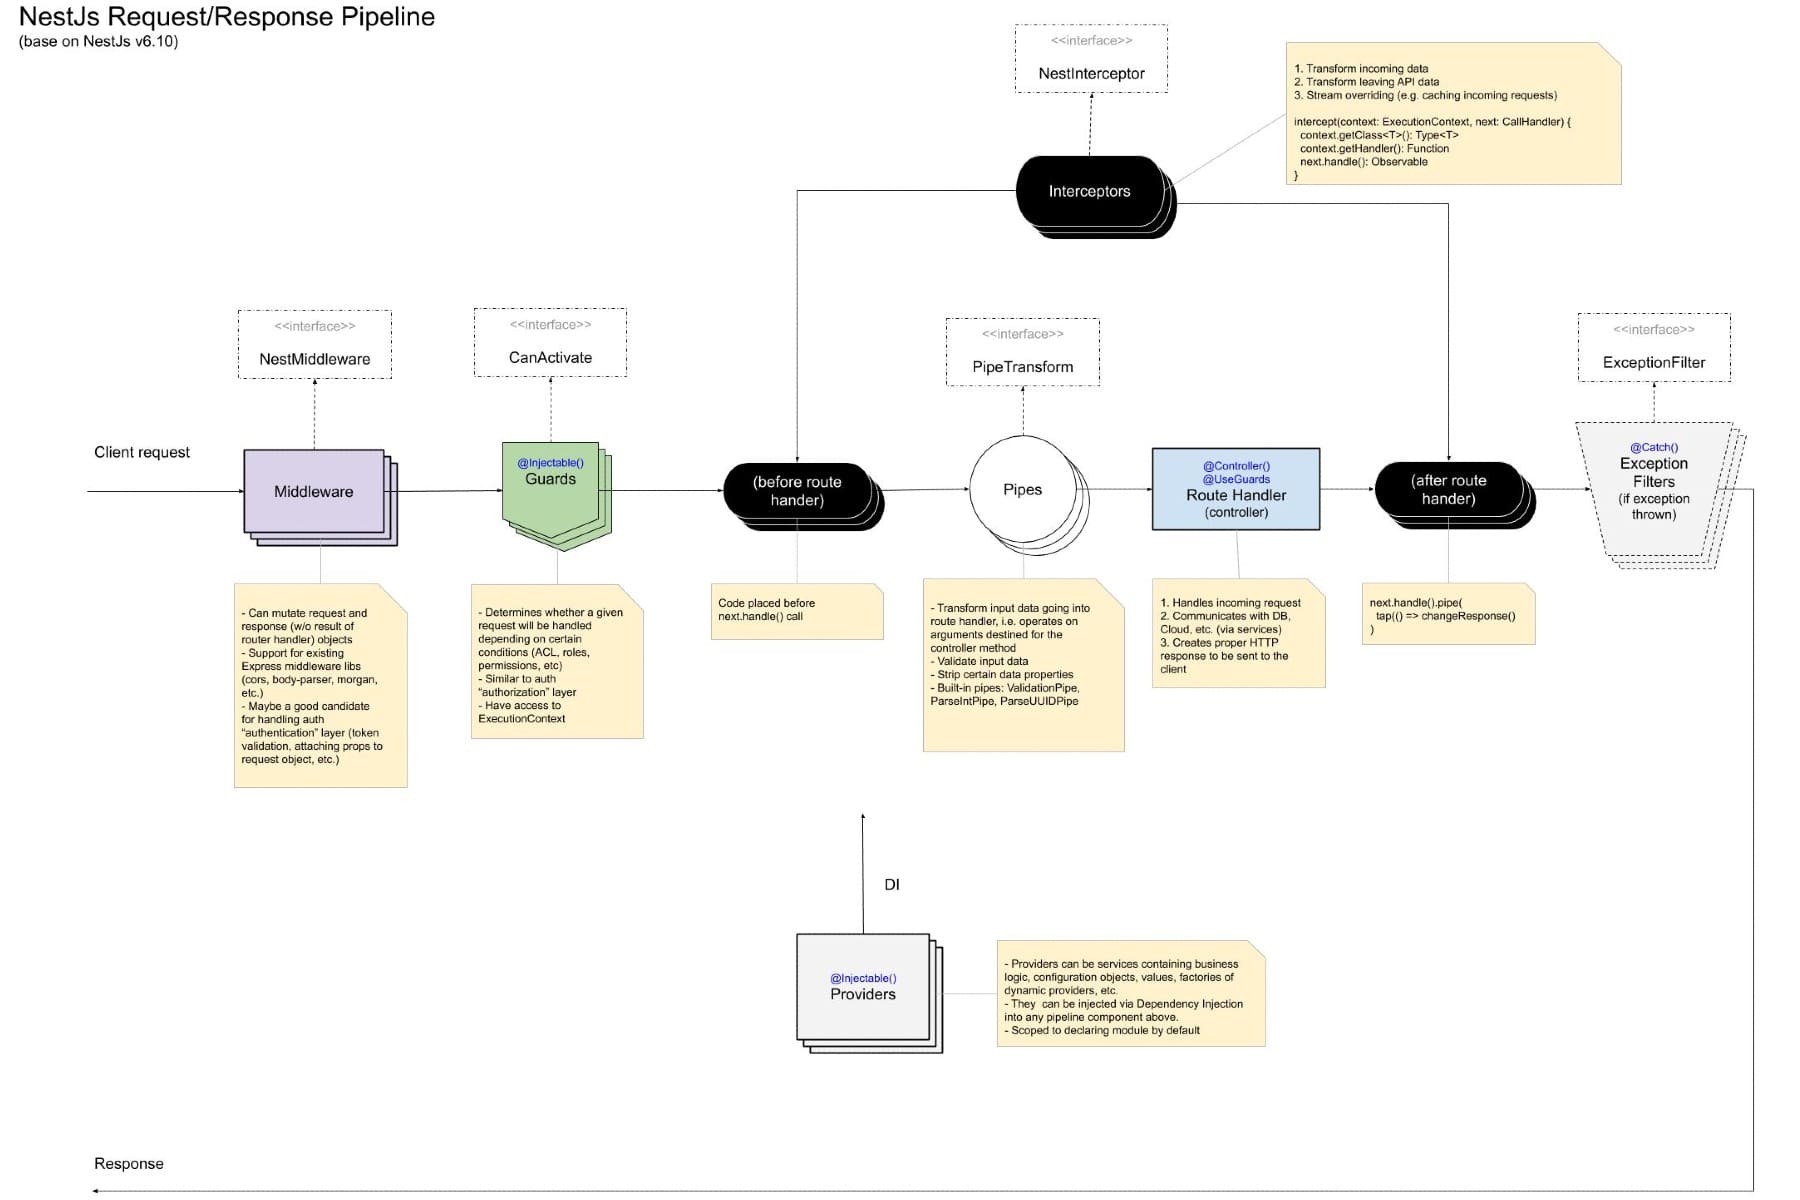 NestJs Request/Response Pipeline
(base on NestJs v6.10)
<<interface>>
NestInterceptor
1. Transform incoming data
2. Transform leaving API data
3. Stream overriding (e.g. caching incoming requests)
intercept(context: ExecutionContext, next: CallHandler) {
context.getClass<T>(): Type<T>
context.getHandler(): Function
next.handle(): Observable
}
Interceptors
<<interface>>
NestMiddleware
<<interface>>
CanActivate
<<interface>>
PipeTransform
<<interface>>
ExceptionFilter
Client request
Middleware
@Injectable()
Guards
(before route
hander)
Pipes
@Controller()
@UseGuards
Route Handler
(controller)
(after route
hander)
@Catch()
Exception
Filters
(if exception
thrown)
- Can mutate request and
response (w/o result of
router handler) objects
- Support for existing
Express middleware libs
(cors, body-parser, morgan,
etc.)
- Maybe a good candidate
for handling auth
“authentication” layer (token
validation, attaching props to
request object, etc.)
- Determines whether a given
request will be handled
depending on certain
conditions (ACL, roles,
permissions, etc)
- Similar to auth
“authorization” layer
- Have access to
ExecutionContext
Code placed before
next.handle() call
- Transform input data going into
route handler, i.e. operates on
arguments destined for the
controller method
- Validate input data
- Strip certain data properties
- Built-in pipes: ValidationPipe,
ParseIntPipe, ParseUUIDPipe
1. Handles incoming request
2. Communicates with DB,
Cloud, etc. (via services)
3. Creates proper HTTP
response to be sent to the
client
next.handle().pipe(
tap(() => changeResponse()
)
DI
@Injectable()
Providers
- Providers can be services containing business
logic, configuration objects, values, factories of
dynamic providers, etc.
- They can be injected via Dependency Injection
into any pipeline component above.
- Scoped to declaring module by default
Response